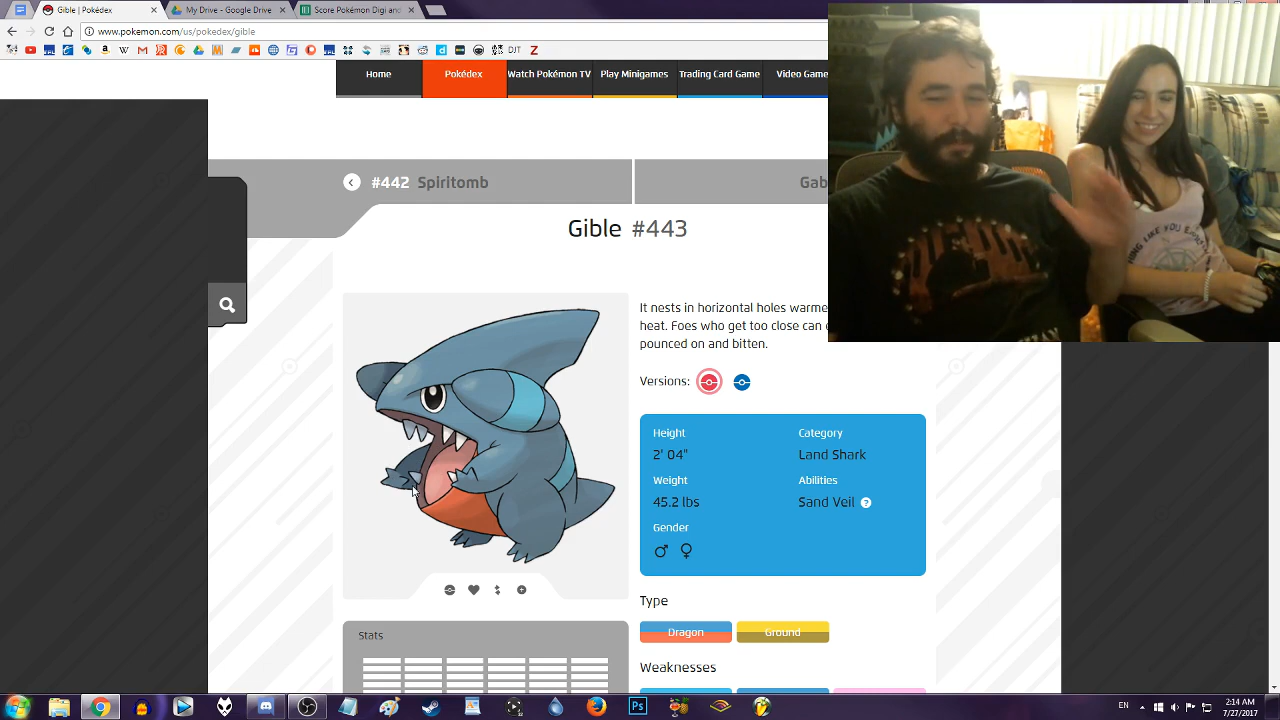 Gible | Pokédex
My Drive - Google Drive
Score Pokémon Digi and
www.pokemon.com/us/pokedex/gible
DJT
Home
Pokédex
Watch Pokémon TV
Play Minigames
Trading Card Game
Video Game
#442 Spiritomb
Gab
Gible #443
It nests in horizontal holes warme
heat. Foes who get too close can
pounced on and bitten.
Versions:
Height
2' 04"
Category
Land Shark
Weight
45.2 lbs
Abilities
Sand Veil ?
Gender
Type
Dragon
Ground
Weaknesses
Stats
EN
2:14 AM
7/27/2017
Ps